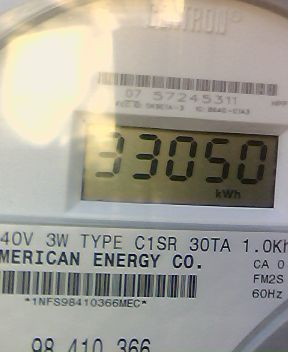 CENTRON®
07 57245311
33050
kWh
40V 3W TYPE C1SR 30TA 1.0Kh
MERICAN ENERGY CO.
CA 0
FM2S
60Hz
*1NFS98410366MEC*
98 410 366